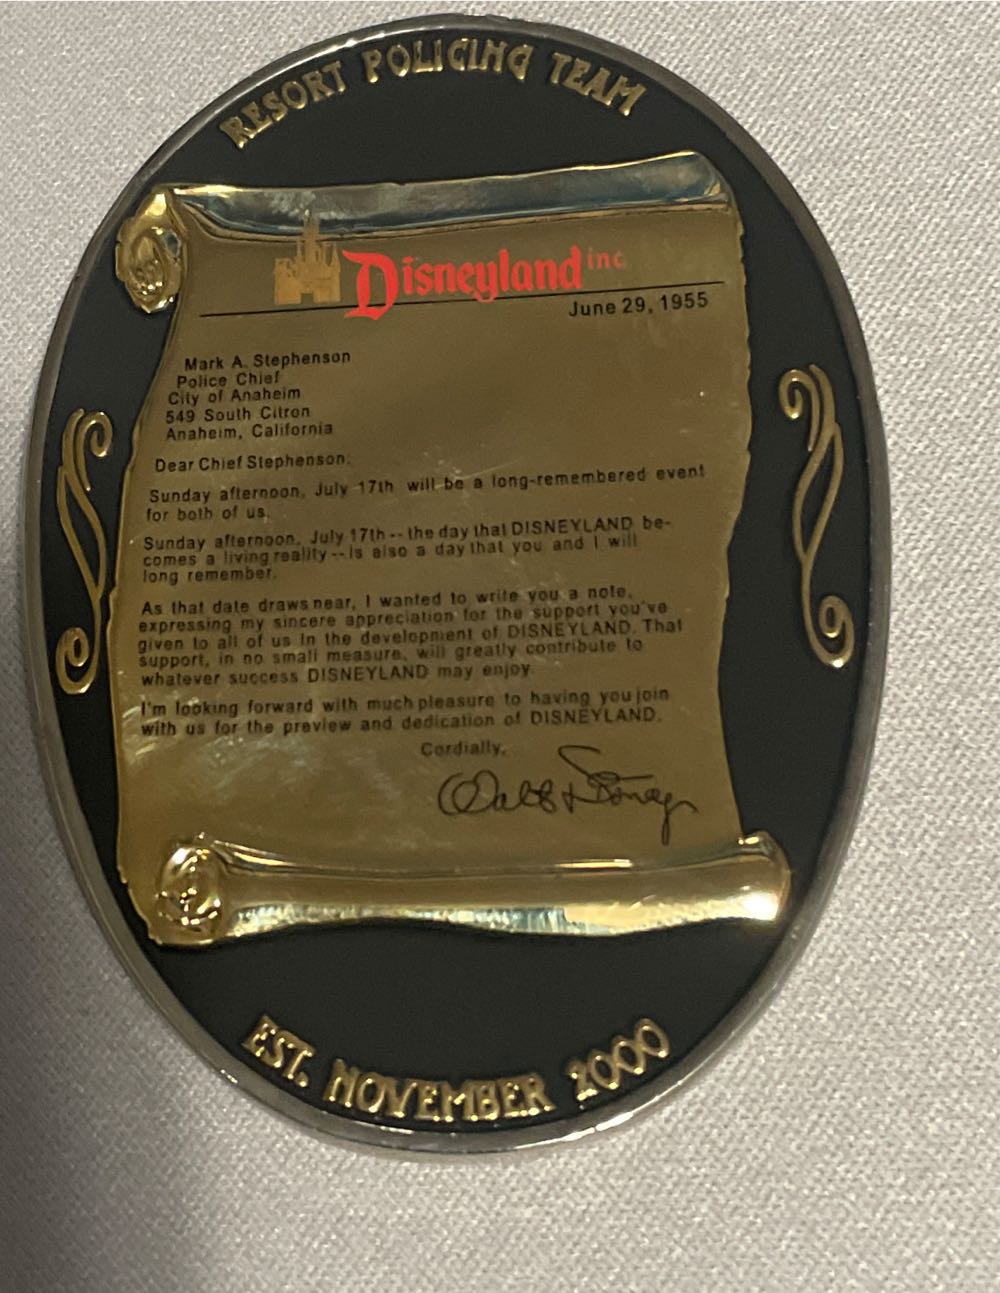 RESORT POLICING TEAM
Disneyland inc
June 29, 1955
Mark A. Stephenson
Police Chief
City of Anaheim
549 South Citron
Anaheim, California
Dear Chief Stephenson:
Sunday afternoon, July 17th will be a long-remembered event
for both of us.
Sunday afternoon, July 17th -- the day that DISNEYLAND be-
comes a living reality -- is also a day that you and I will
long remember.
As that date draws near, I wanted to write you a note,
expressing my sincere appreciation for the support you've
given to all of us in the development of DISNEYLAND. That
support, in no small measure, will greatly contribute to
whatever success DISNEYLAND may enjoy.
I'm looking forward with much pleasure to having you join
with us for the preview and dedication of DISNEYLAND.
Cordially,
Walt Disney
EST. NOVEMBER 2000